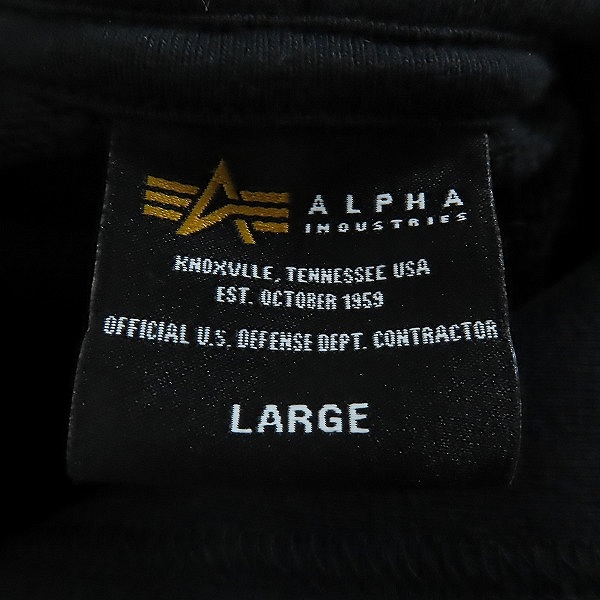 ALPHA
INDUSTRIES
KNOXVLLE, TENNESSEE USA
EST. OCTOBER 1959
OFFICIAL U.S. DEFENSE DEPT. CONTRACTOR
LARGE